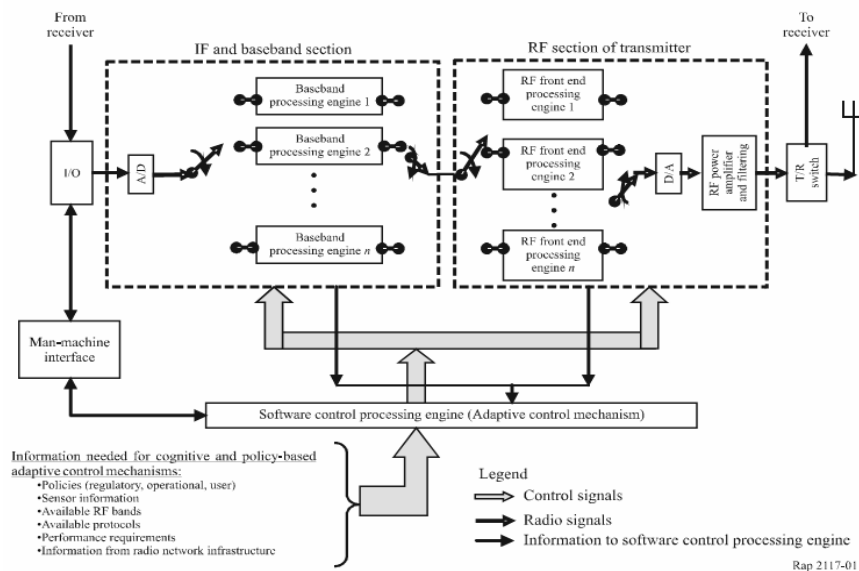 From
receiver
To
receiver
IF and baseband section
RF section of transmitter
Baseband
processing engine 1
Baseband
processing engine 2
Baseband
processing engine n
RF front end
processing
engine 1
RF front end
processing
engine 2
RF front end
processing
engine n
I/O
A/D
D/A
RF power
amplifier
and filtering
T/R
switch
Man-machine
interface
Software control processing engine (Adaptive control mechanism)
Information needed for cognitive and policy-based
adaptive control mechanisms:
•Policies (regulatory, operational, user)
•Sensor information
•Available RF bands
•Available protocols
•Performance requirements
•Information from radio network infrastructure
Legend
Control signals
Radio signals
Information to software control processing engine
Rap 2117-01